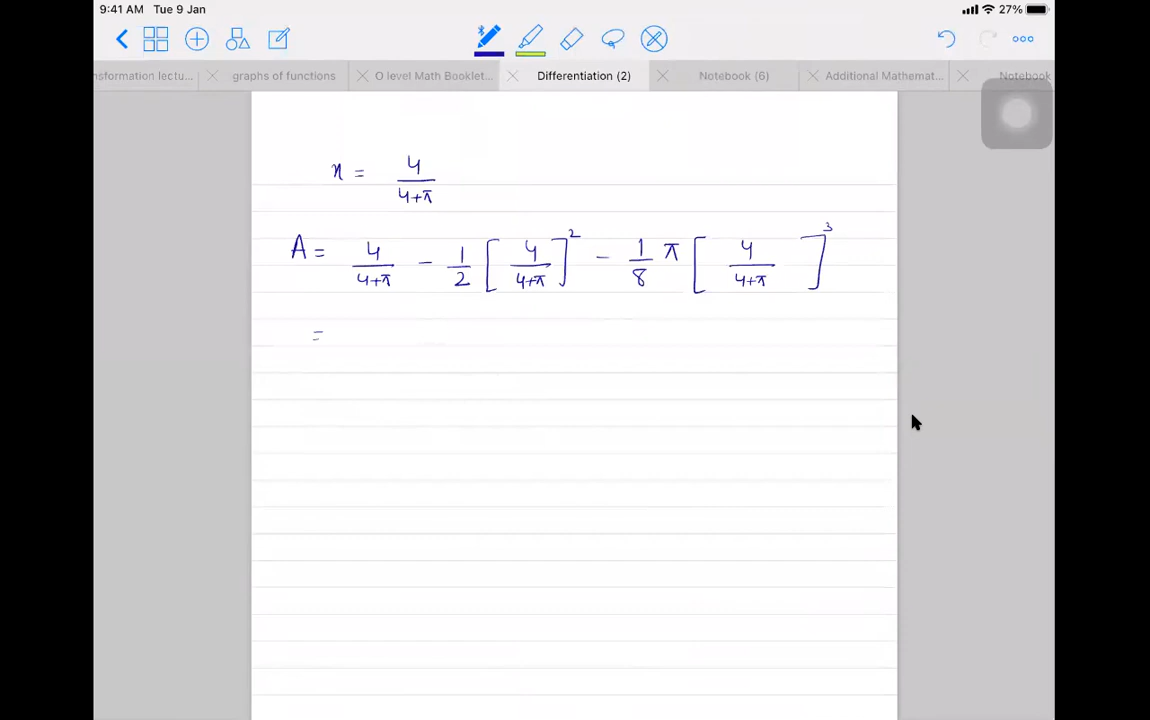 9:41 AM Tue 9 Jan 27%
nsformation lectu... graphs of functions O level Math Booklet... Differentiation (2) Notebook (6) Additional Mathemat... Notebook
x = 4/(4+π)
A = 4/(4+π) - 1/2 [4/(4+π)]^2 - 1/8 π [4/(4+π)]^3
=